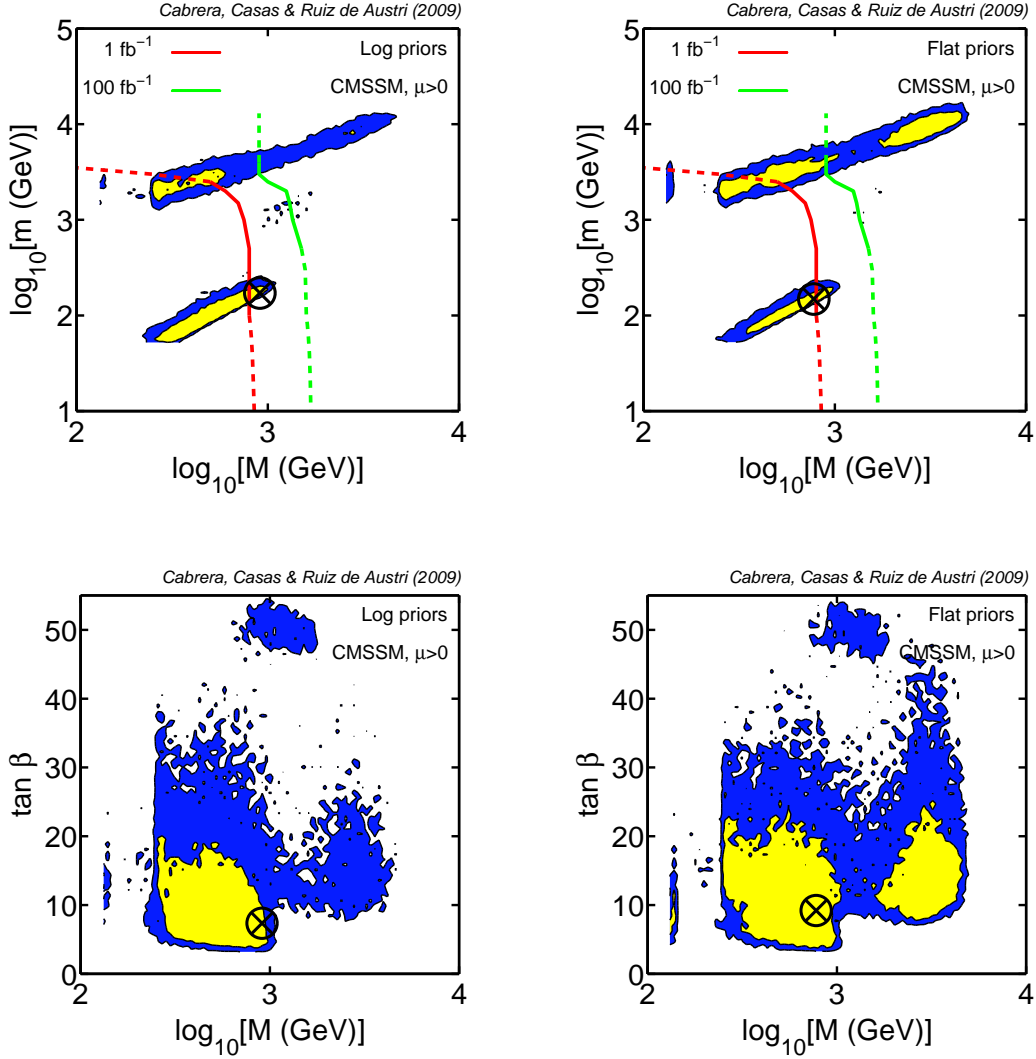 Cabrera, Casas & Ruiz de Austri (2009)
1 fb⁻¹
Log priors
100 fb⁻¹
CMSSM, μ>0
5
4
3
2
1
log₁₀[m (GeV)]
2
3
4
log₁₀[M (GeV)]
Cabrera, Casas & Ruiz de Austri (2009)
1 fb⁻¹
Flat priors
100 fb⁻¹
CMSSM, μ>0
5
4
3
2
1
log₁₀[m (GeV)]
2
3
4
log₁₀[M (GeV)]
Cabrera, Casas & Ruiz de Austri (2009)
Log priors
CMSSM, μ>0
50
40
30
20
10
0
tan β
2
3
4
log₁₀[M (GeV)]
Cabrera, Casas & Ruiz de Austri (2009)
Flat priors
CMSSM, μ>0
50
40
30
20
10
0
tan β
2
3
4
log₁₀[M (GeV)]